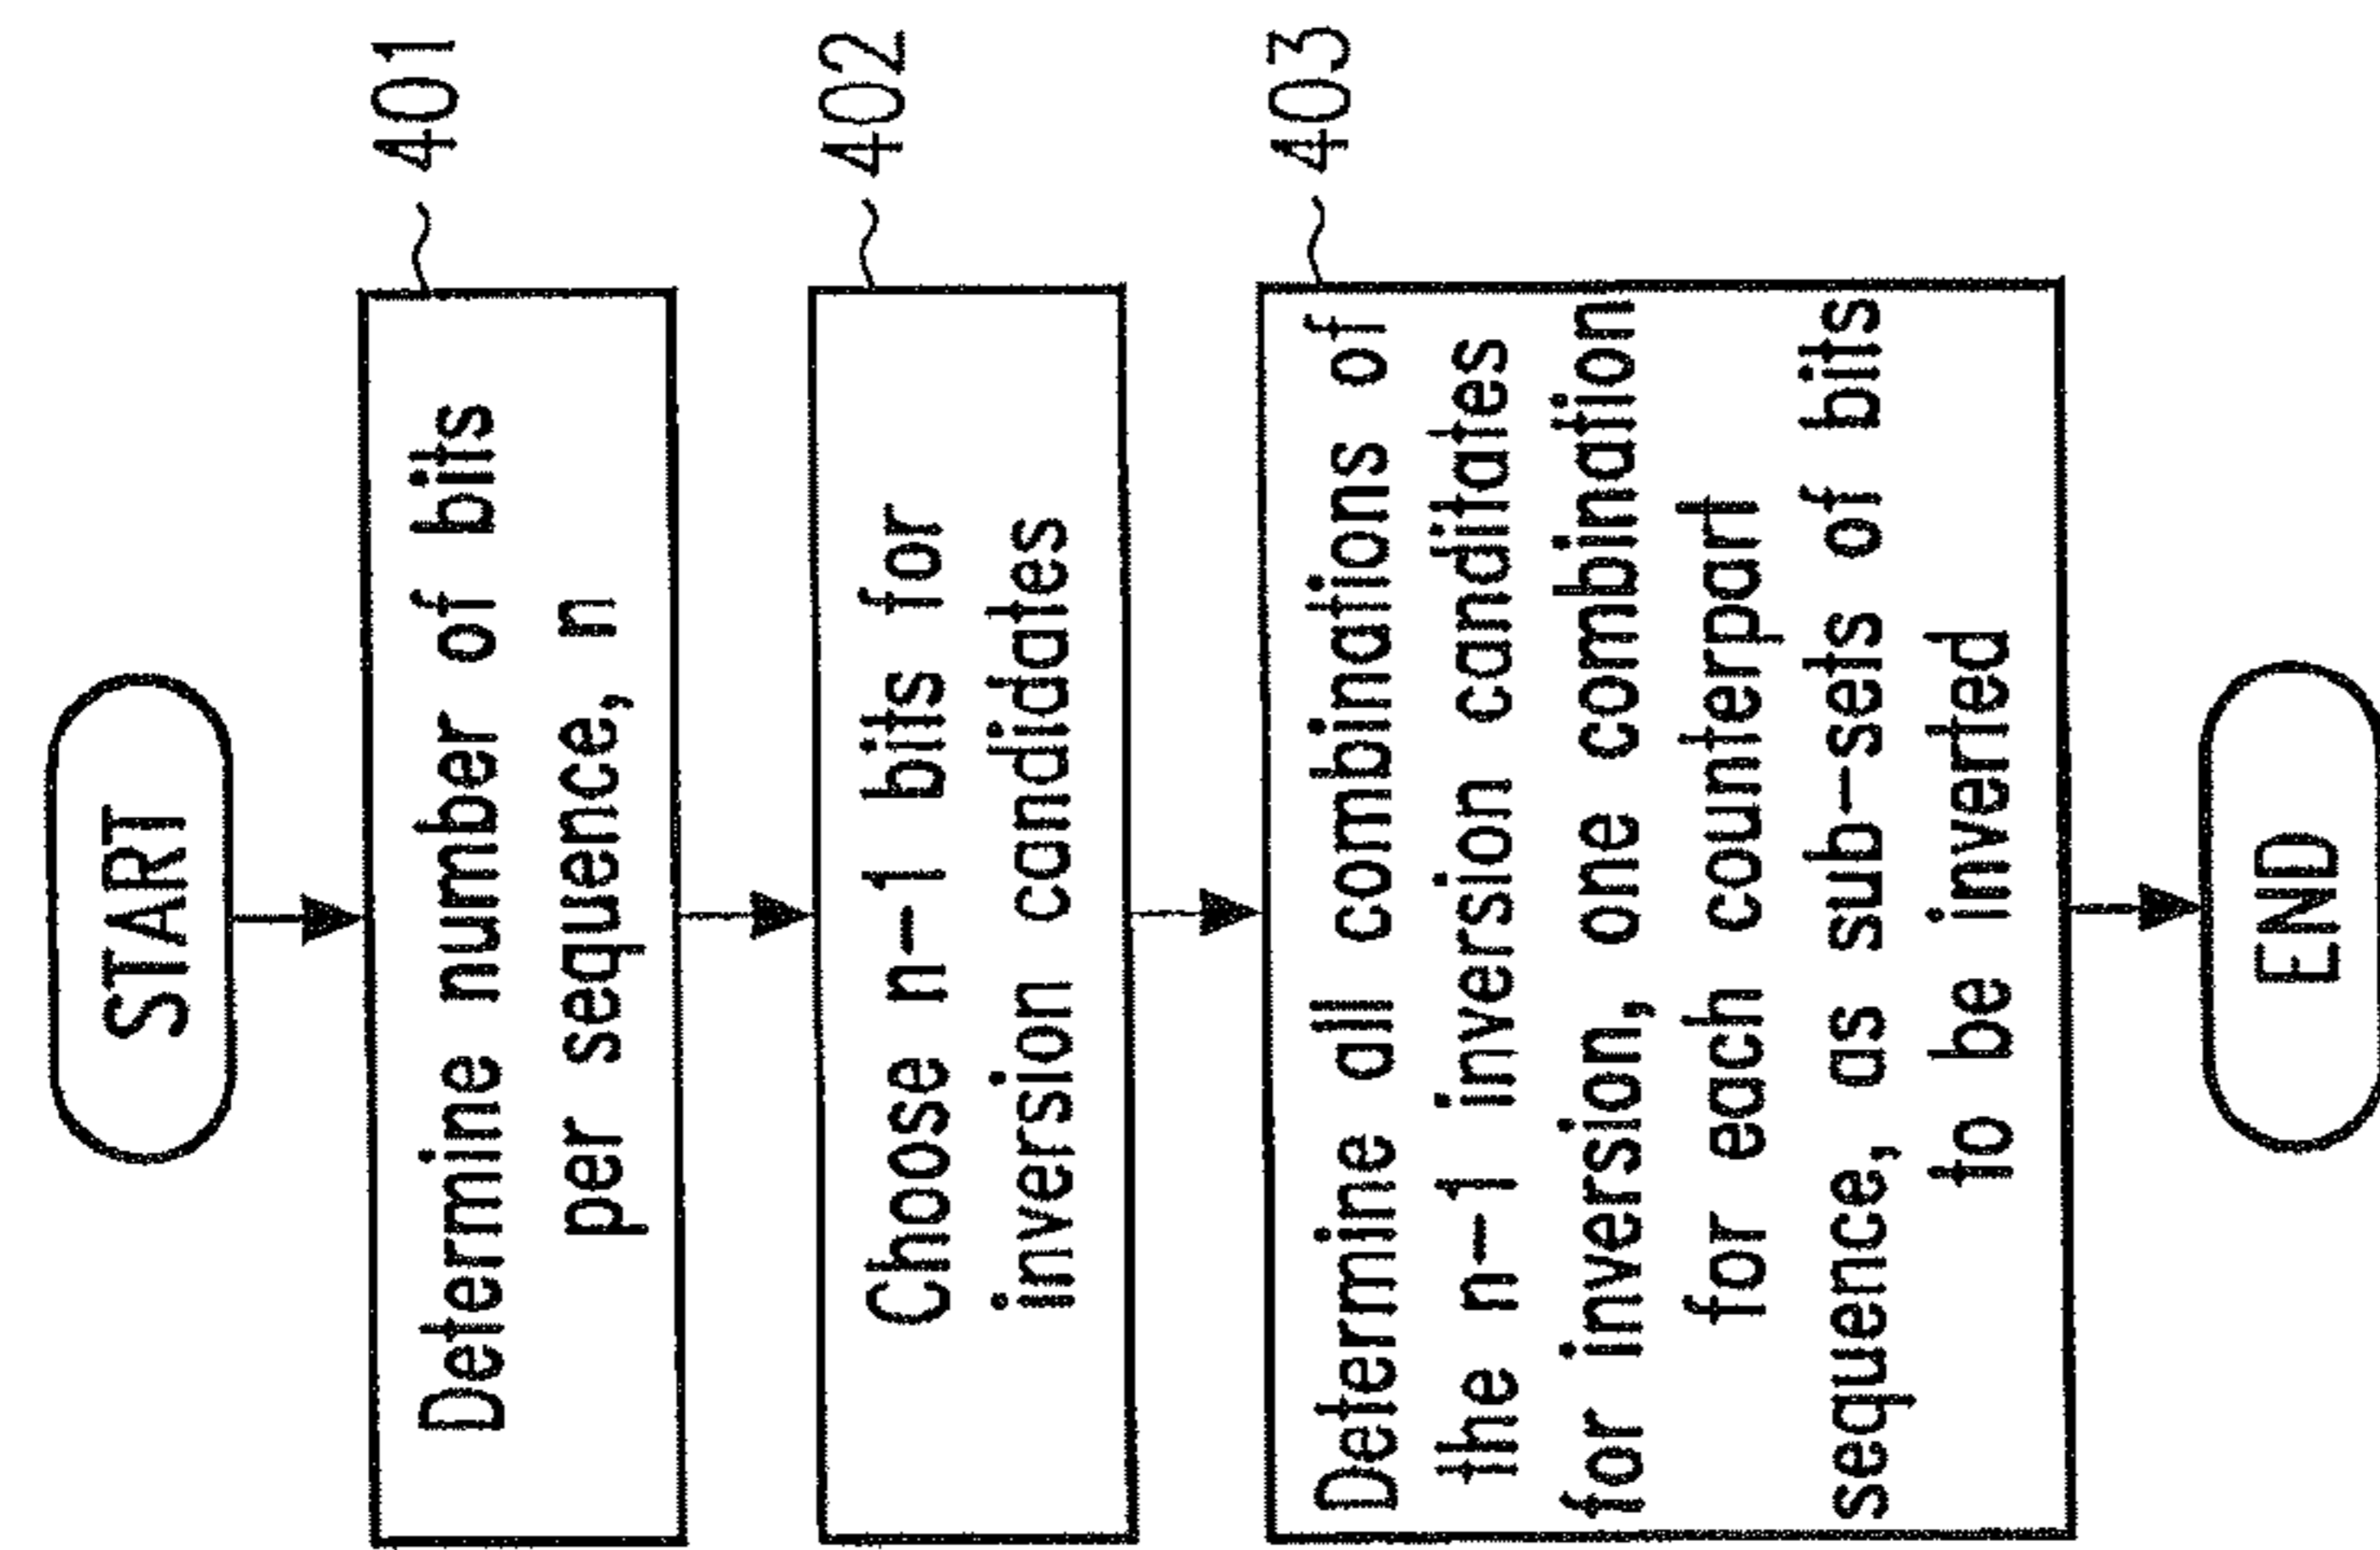 START
401
Determine number of bits
per sequence, n
402
Choose n-1 bits for
inversion candidates
403
Determine all combinations of
the n-1 inversion canditates
for inversion, one combination
for each counterpart
sequence, as sub-sets of bits
to be inverted
END